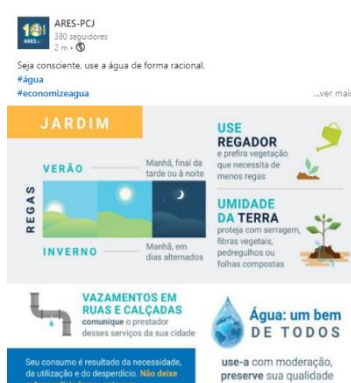 10
ARES-PCJ
380 seguidores
2 m •
Seja consciente, use a água de forma racional.
#água
#economizeagua
...ver mais
JARDIM
REGAS
VERÃO
Manhã, final da
tarde ou à noite
INVERNO
Manhã, em
dias alternados
USE
REGADOR
e prefira vegetação
que necessita de
menos regas
UMIDADE
DA TERRA
proteja com serragem,
fibras vegetais,
pedregulhos ou
folhas compostas
VAZAMENTOS EM
RUAS E CALÇADAS
comunique o prestador
desses serviços da sua cidade
Água: um bem
DE TODOS
use-a com moderação,
preserve sua qualidade
Seu consumo é resultado da necessidade,
da utilização e do desperdício. Não deixe